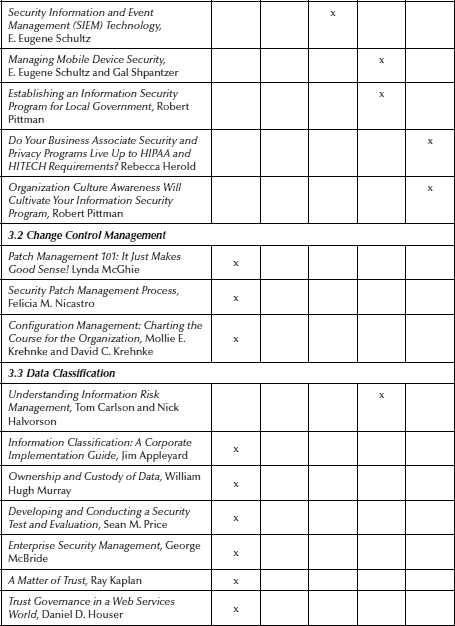 Security Information and Event
Management (SIEM) Technology, x
E. Eugene Schultz
Managing Mobile Device Security, x
E. Eugene Schultz and Gal Shpantzer
Establishing an Information Security x
Program for Local Government, Robert
Pittman
Do Your Business Associate Security and x
Privacy Programs Live Up to HIPAA and
HITECH Requirements? Rebecca Herold
Organization Culture Awareness Will x
Cultivate Your Information Security
Program, Robert Pittman
3.2 Change Control Management
Patch Management 101: It Just Makes x
Good Sense! Lynda McGhie
Security Patch Management Process, x
Felicia M. Nicastro
Configuration Management: Charting the
Course for the Organization, Mollie E. x
Krehnke and David C. Krehnke
3.3 Data Classification
Understanding Information Risk x
Management, Tom Carlson and Nick
Halvorson
Information Classification: A Corporate x
Implementation Guide, Jim Appleyard
Ownership and Custody of Data, William x
Hugh Murray
Developing and Conducting a Security x
Test and Evaluation, Sean M. Price
Enterprise Security Management, George x
McBride
A Matter of Trust, Ray Kaplan x
Trust Governance in a Web Services x
World, Daniel D. Houser